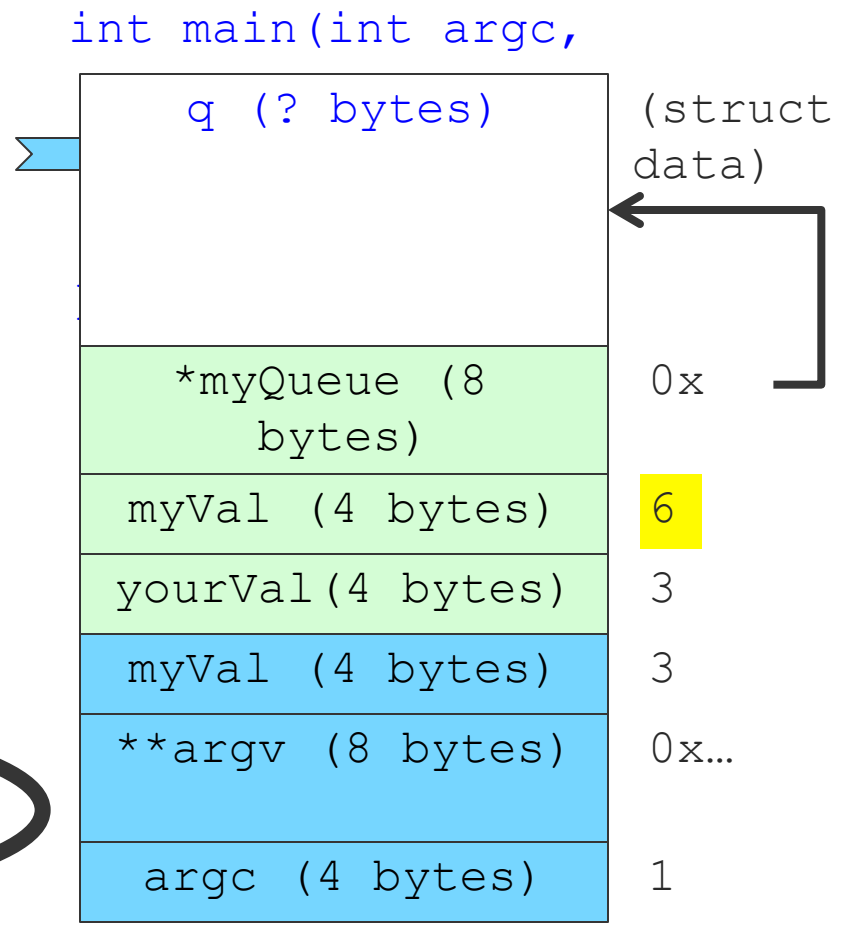 int main(int argc,
q (? bytes)
(struct
data)
*myQueue (8
bytes)
0x
myVal (4 bytes)
6
yourVal(4 bytes)
3
myVal (4 bytes)
3
**argv (8 bytes)
0x…
argc (4 bytes)
1